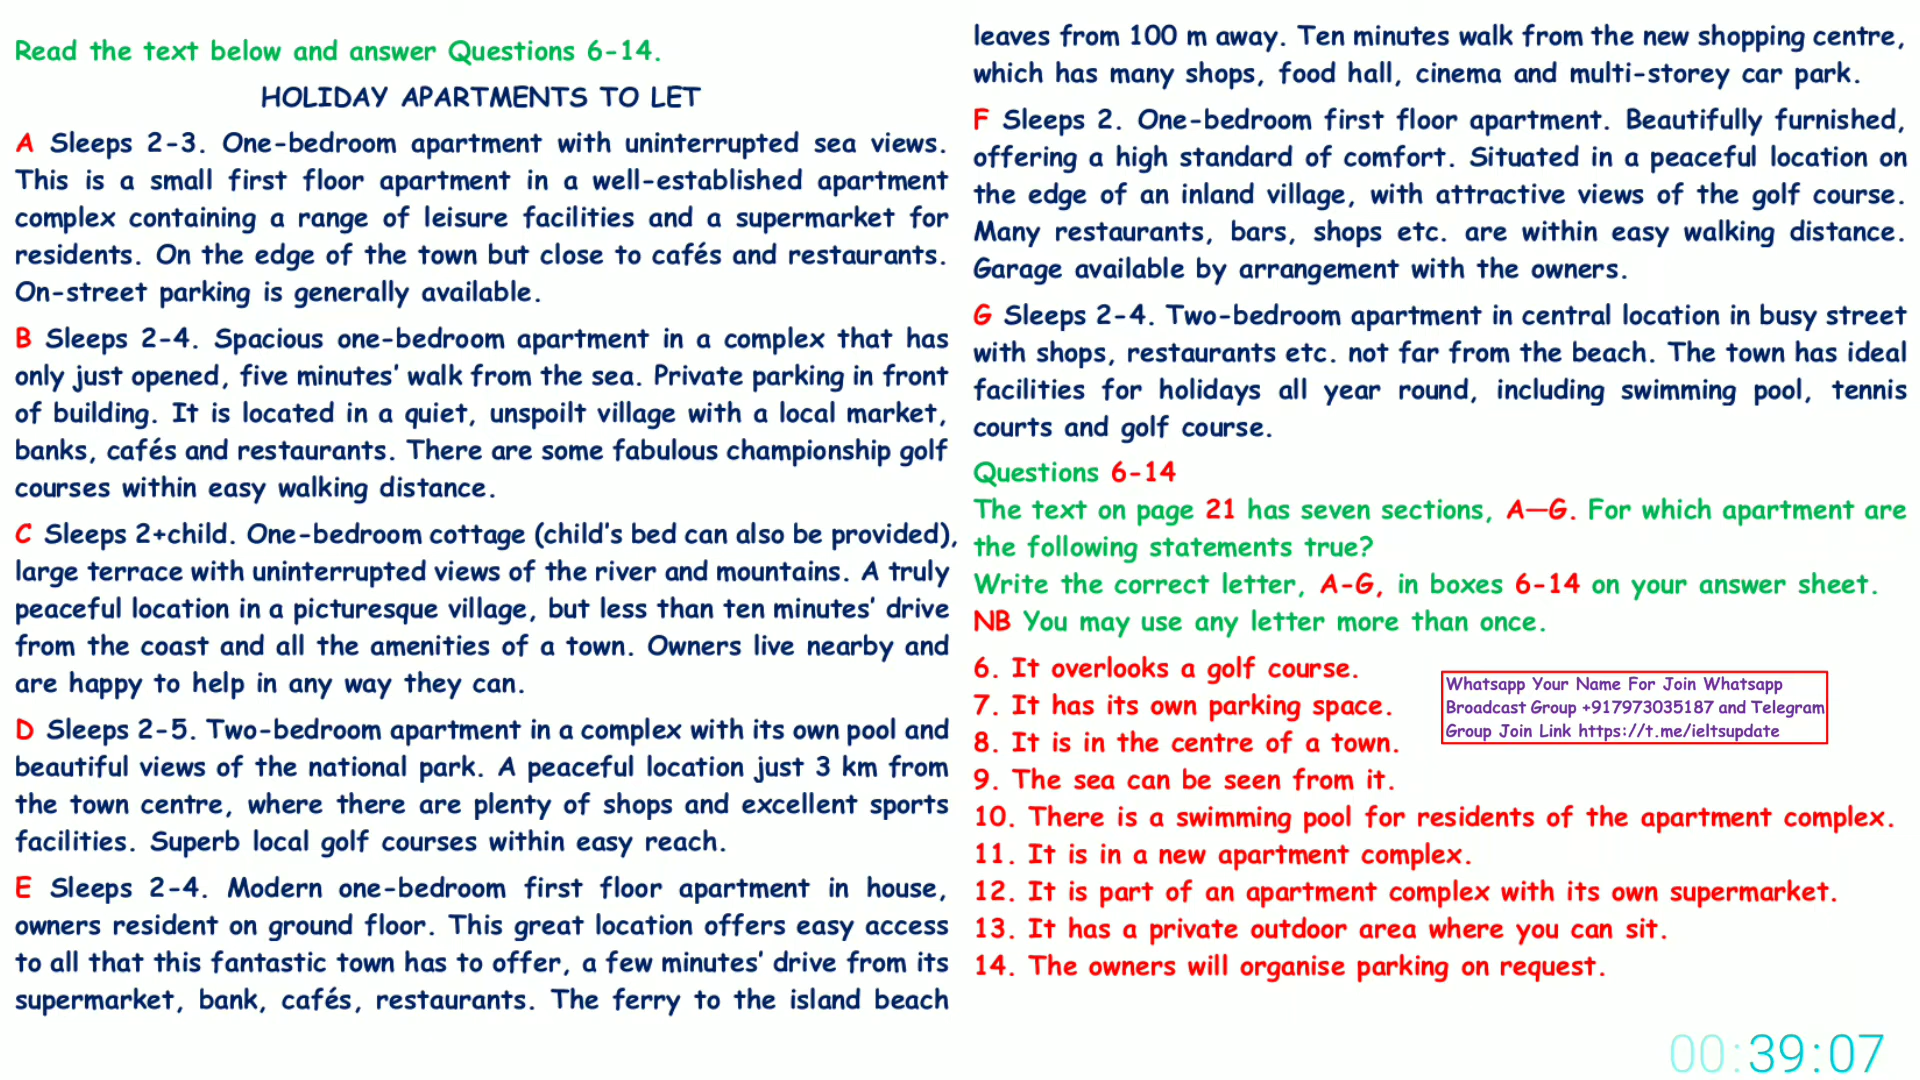 Read the text below and answer Questions 6-14.
HOLIDAY APARTMENTS TO LET
A Sleeps 2-3. One-bedroom apartment with uninterrupted sea views.
This is a small first floor apartment in a well-established apartment
complex containing a range of leisure facilities and a supermarket for
residents. On the edge of the town but close to cafés and restaurants.
On-street parking is generally available.
B Sleeps 2-4. Spacious one-bedroom apartment in a complex that has
only just opened, five minutes' walk from the sea. Private parking in front
of building. It is located in a quiet, unspoilt village with a local market,
banks, cafés and restaurants. There are some fabulous championship golf
courses within easy walking distance.
C Sleeps 2+child. One-bedroom cottage (child's bed can also be provided),
large terrace with uninterrupted views of the river and mountains. A truly
peaceful location in a picturesque village, but less than ten minutes' drive
from the coast and all the amenities of a town. Owners live nearby and
are happy to help in any way they can.
D Sleeps 2-5. Two-bedroom apartment in a complex with its own pool and
beautiful views of the national park. A peaceful location just 3 km from
the town centre, where there are plenty of shops and excellent sports
facilities. Superb local golf courses within easy reach.
E Sleeps 2-4. Modern one-bedroom first floor apartment in house,
owners resident on ground floor. This great location offers easy access
to all that this fantastic town has to offer, a few minutes' drive from its
supermarket, bank, cafés, restaurants. The ferry to the island beach
leaves from 100 m away. Ten minutes walk from the new shopping centre,
which has many shops, food hall, cinema and multi-storey car park.
F Sleeps 2. One-bedroom first floor apartment. Beautifully furnished,
offering a high standard of comfort. Situated in a peaceful location on
the edge of an inland village, with attractive views of the golf course.
Many restaurants, bars, shops etc. are within easy walking distance.
Garage available by arrangement with the owners.
G Sleeps 2-4. Two-bedroom apartment in central location in busy street
with shops, restaurants etc. not far from the beach. The town has ideal
facilities for holidays all year round, including swimming pool, tennis
courts and golf course.
Questions 6-14
The text on page 21 has seven sections, A—G. For which apartment are
the following statements true?
Write the correct letter, A-G, in boxes 6-14 on your answer sheet.
NB You may use any letter more than once.
6. It overlooks a golf course.
7. It has its own parking space.
8. It is in the centre of a town.
9. The sea can be seen from it.
10. There is a swimming pool for residents of the apartment complex.
11. It is in a new apartment complex.
12. It is part of an apartment complex with its own supermarket.
13. It has a private outdoor area where you can sit.
14. The owners will organise parking on request.
Whatsapp Your Name For Join Whatsapp
Broadcast Group +917973035187 and Telegram
Group Join Link https://t.me/ieltsupdate
00:39:07